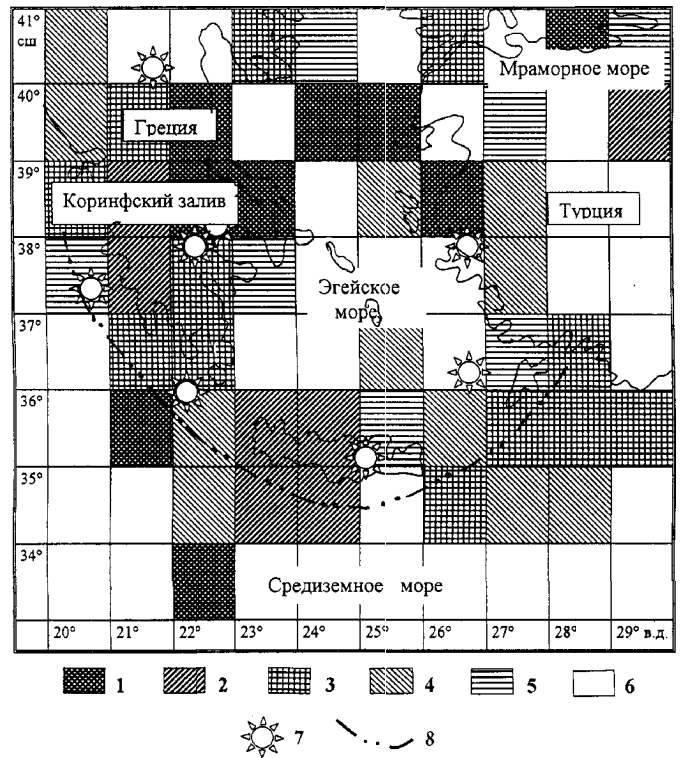 41°
сш
Мраморное море
40°
Греция
39°
Коринфский залив
Турция
38°
Эгейское
море
37°
36°
35°
34°
Средиземное море
20° 21° 22° 23° 24° 25° 26° 27° 28° 29° в.д.
1 2 3 4 5 6
7 8